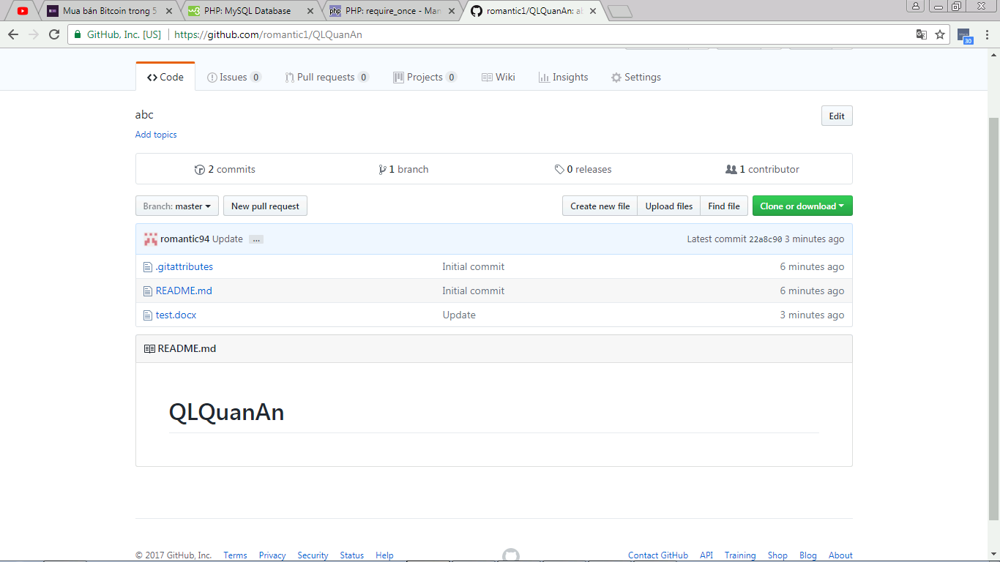 Mua bán Bitcoin trong 5
PHP: MySQL Database
PHP: require_once - Man
romantic1/QLQuanAn: ab
GitHub, Inc. [US] https://github.com/romantic1/QLQuanAn
30
Code
Issues 0
Pull requests 0
Projects 0
Wiki
Insights
Settings
abc
Edit
Add topics
2 commits
1 branch
0 releases
1 contributor
Branch: master
New pull request
Create new file
Upload files
Find file
Clone or download
romantic94 Update ...
Latest commit 22a8c90 3 minutes ago
.gitattributes Initial commit 6 minutes ago
README.md Initial commit 6 minutes ago
test.docx Update 3 minutes ago
README.md
QLQuanAn
© 2017 GitHub, Inc. Terms Privacy Security Status Help
Contact GitHub API Training Shop Blog About